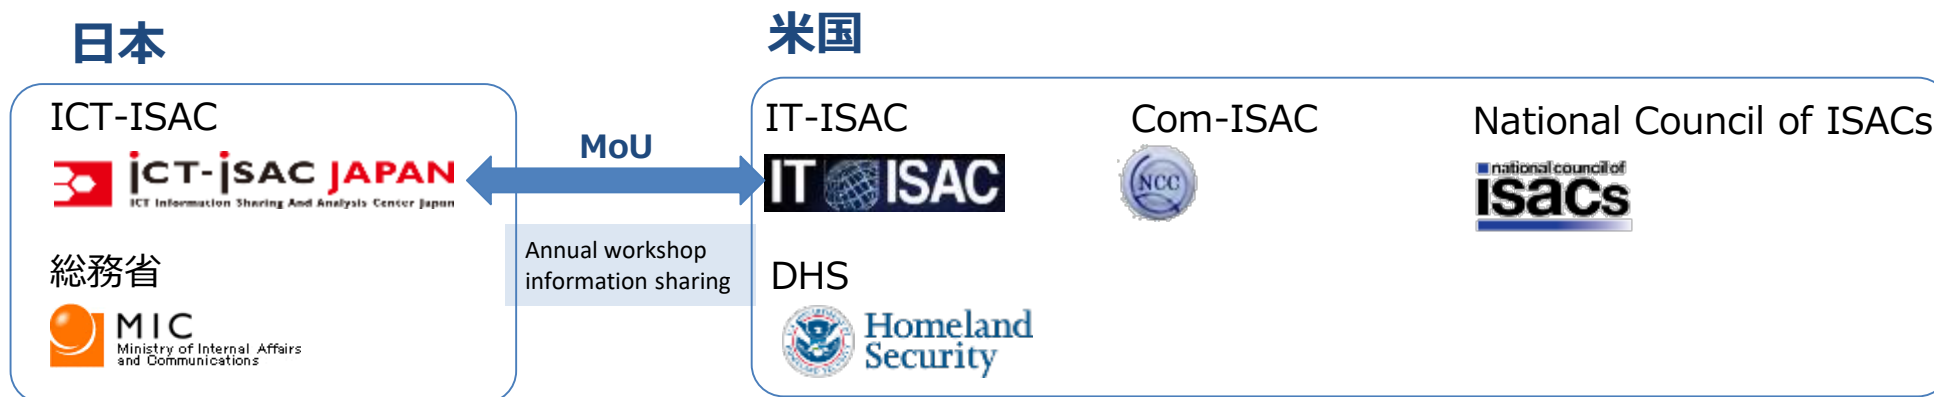 日本
米国
ICT-ISAC
ICT-ISAC JAPAN
ICT Information Sharing And Analysis Center Japan
総務省
MIC
Ministry of Internal Affairs
and Communications
MoU
Annual workshop
information sharing
IT-ISAC
IT ISAC
Com-ISAC
NCC
National Council of ISACs
national council of
ISACs
DHS
Homeland
Security